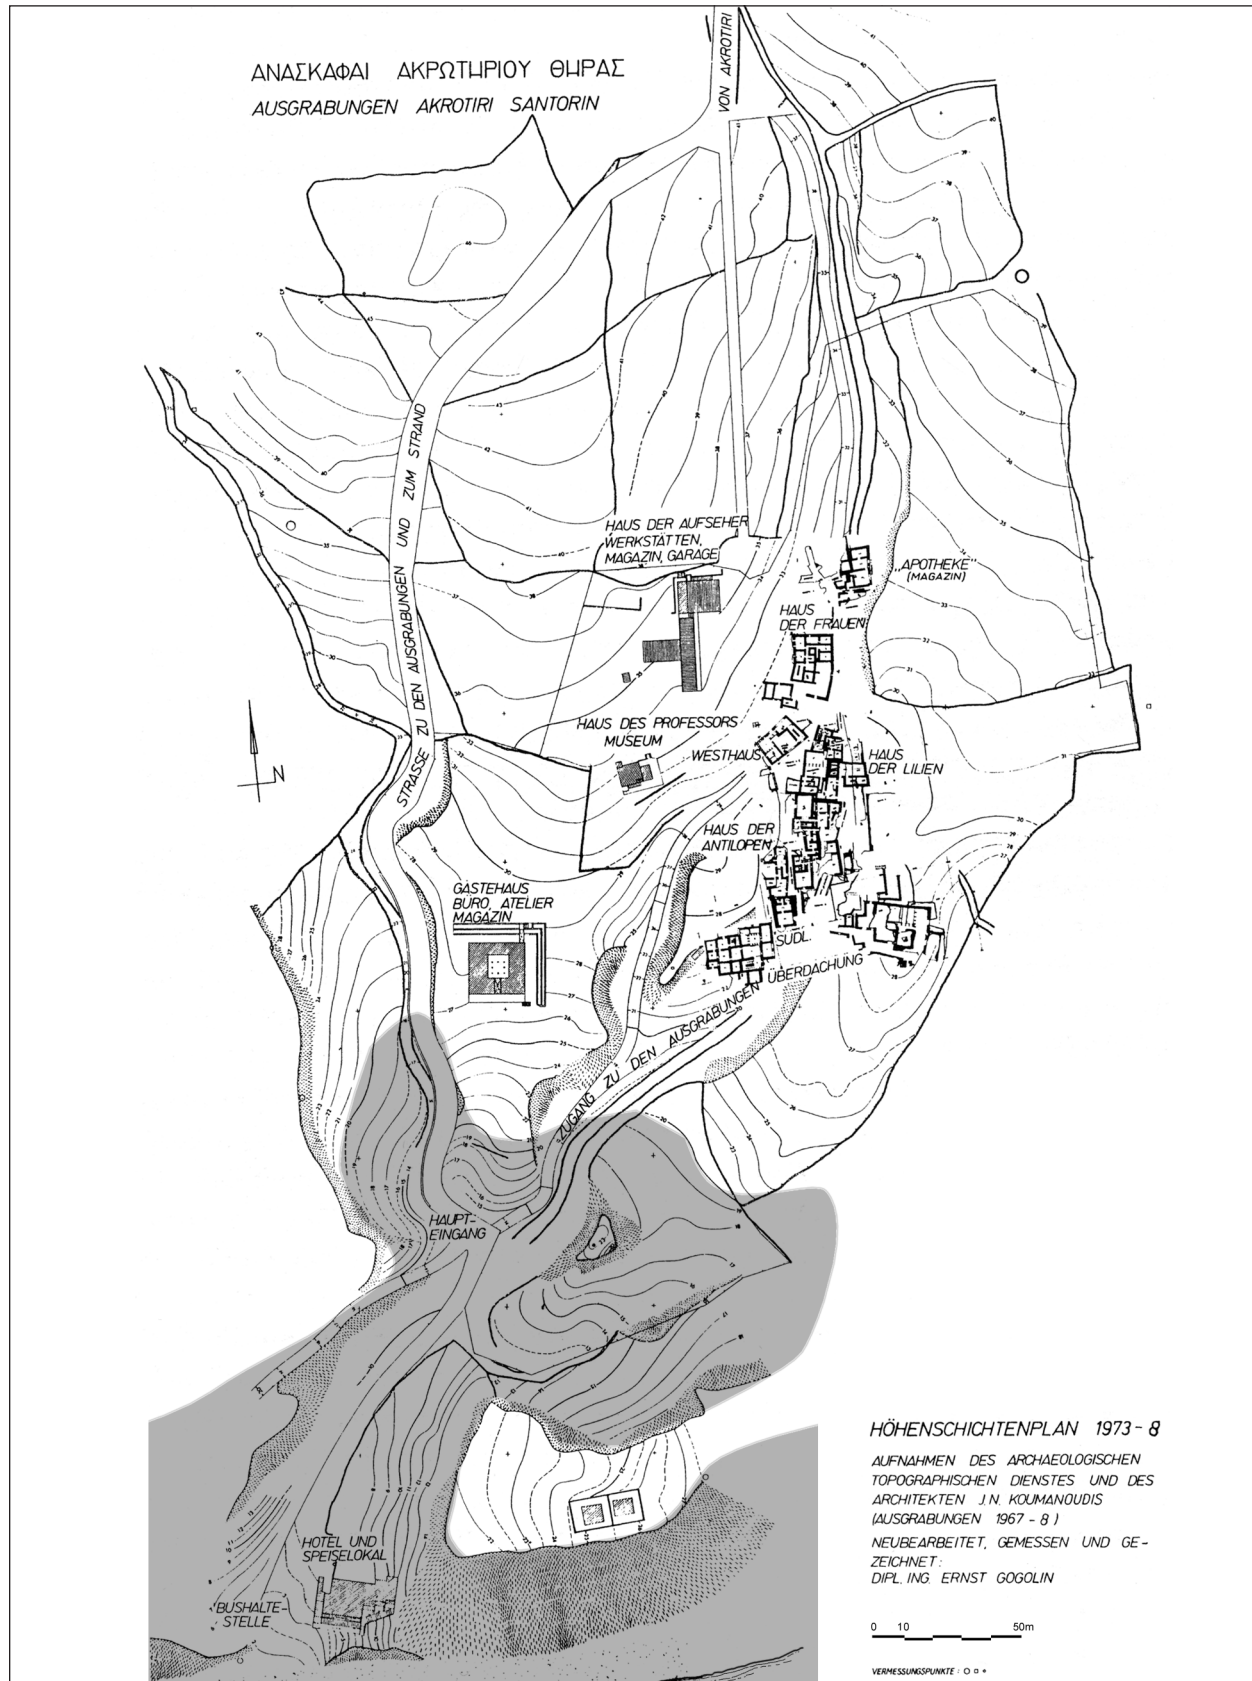 ΑΝΑΣΚΑΦΑΙ ΑΚΡΩΤΗΡΙΟΥ ΘΗΡΑΣ
AUSGRABUNGEN AKROTIRI SANTORIN
VON AKROTIRI
STRASSE ZU DEN AUSGRABUNGEN UND ZUM STRAND
HAUS DER AUFSEHER
WERKSTÄTTEN,
MAGAZIN, GARAGE
„APOTHEKE"
(MAGAZIN)
HAUS
DER FRAUEN
HAUS DES PROFESSORS
MUSEUM
WESTHAUS
HAUS
DER LILIEN
N
HAUS DER
ANTILOPEN
GÄSTEHAUS
BÜRO, ATELIER
MAGAZIN
SÜDL.
ÜBERDACHUNG
ZUGANG ZU DEN AUSGRABUNGEN
HAUPT-
EINGANG
HOTEL UND
SPEISELOKAL
BUSHALTE-
STELLE
HÖHENSCHICHTENPLAN 1973-8
AUFNAHMEN DES ARCHAEOLOGISCHEN
TOPOGRAPHISCHEN DIENSTES UND DES
ARCHITEKTEN J.N. KOUMANOUDIS
(AUSGRABUNGEN 1967-8)
NEUBEARBEITET, GEMESSEN UND GE-
ZEICHNET:
DIPL. ING. ERNST GOGOLIN
0 10 50m
VERMESSUNGSPUNKTE: